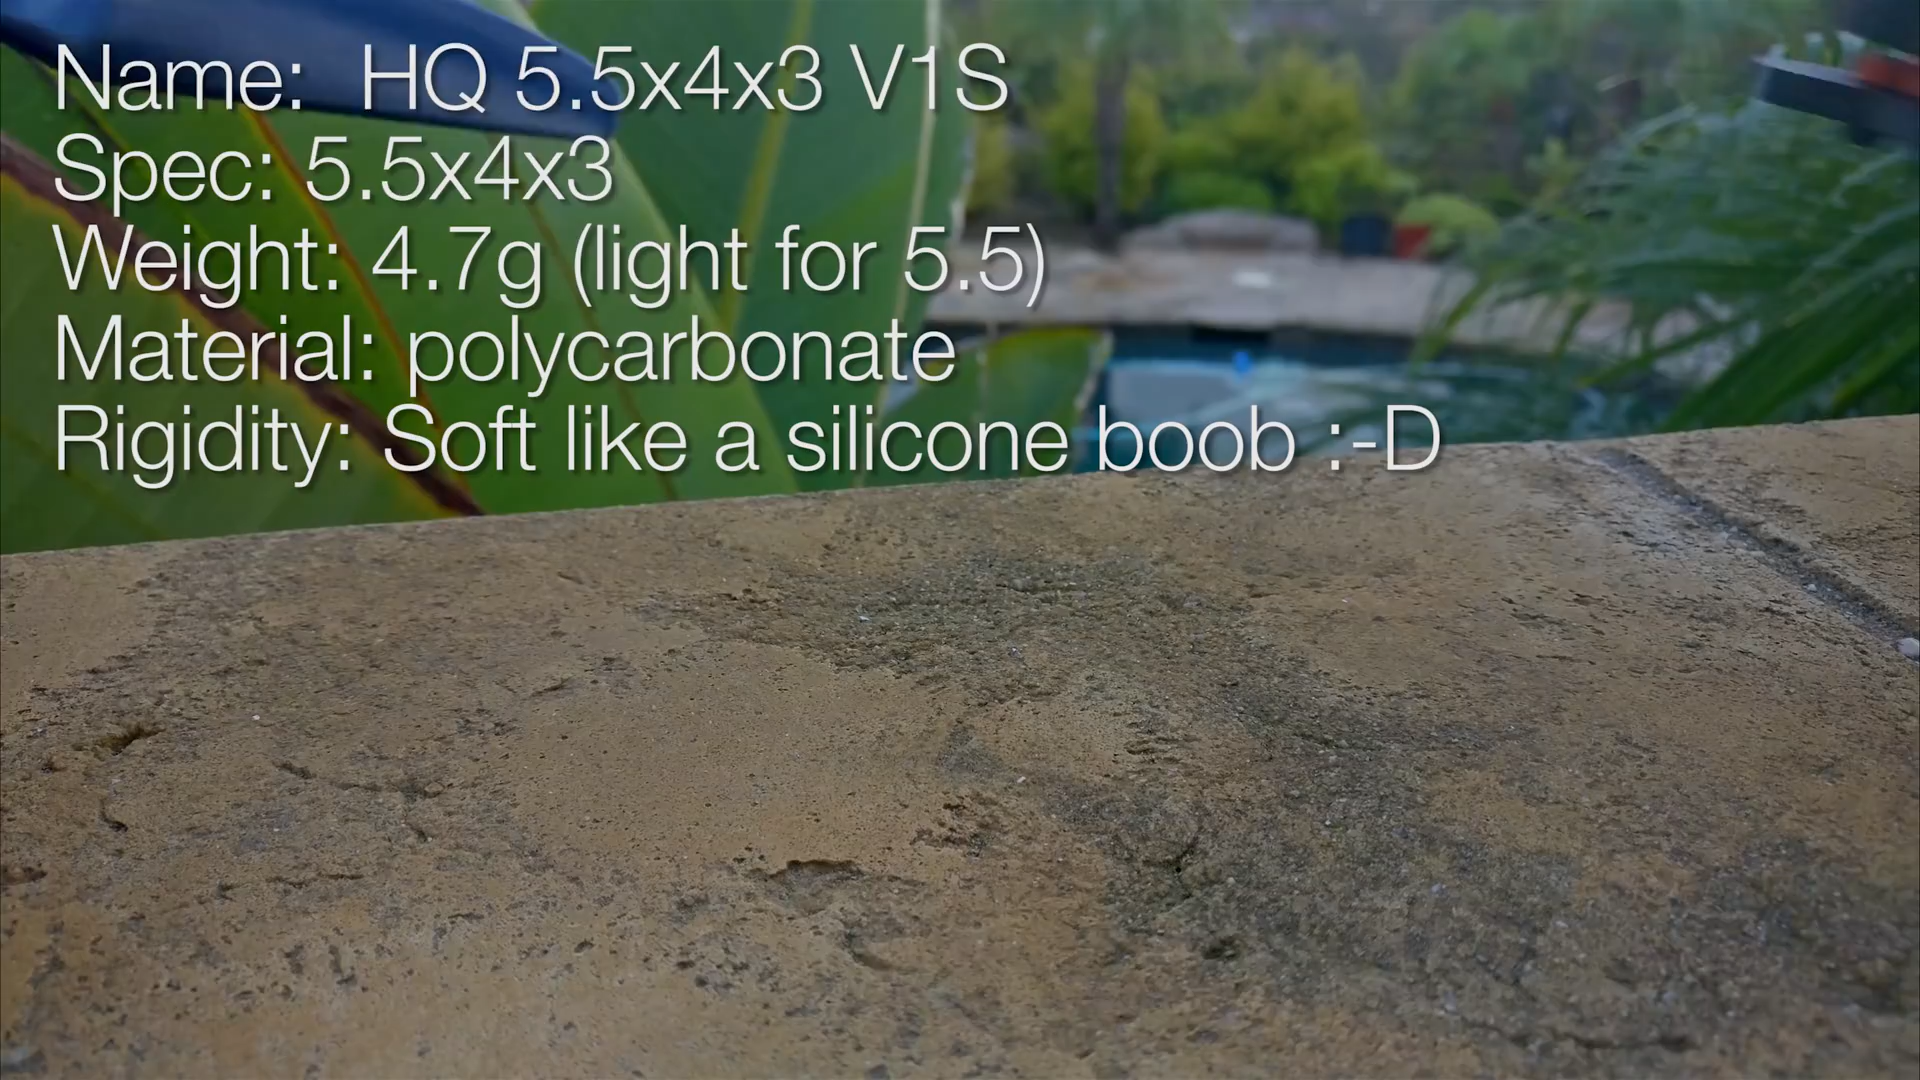 Name: HQ 5.5x4x3 V1S
Spec: 5.5x4x3
Weight: 4.7g (light for 5.5)
Material: polycarbonate
Rigidity: Soft like a silicone boob :-D